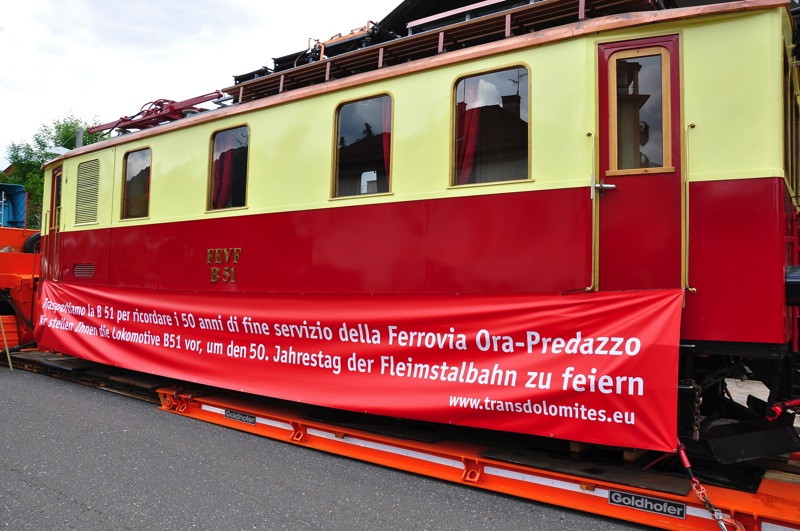 FEVF
B 51
Trasportiamo la B 51 per ricordare i 50 anni di fine servizio della Ferrovia Ora-Predazzo
Wir stellen Ihnen die Lokomotive B51 vor, um den 50. Jahrestag der Fleimstalbahn zu feiern
www.transdolomites.eu
Goldhofer
Goldhofer